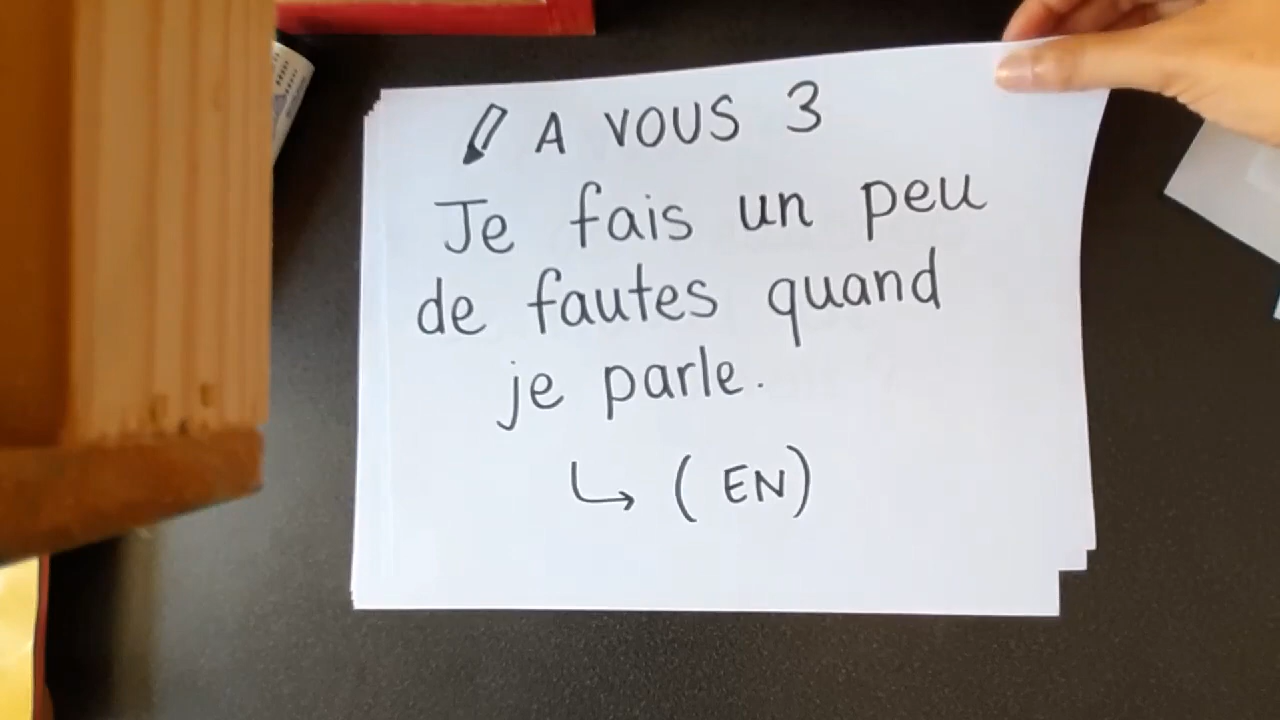 A VOUS 3
Je fais un peu
de fautes quand
je parle.
(EN)